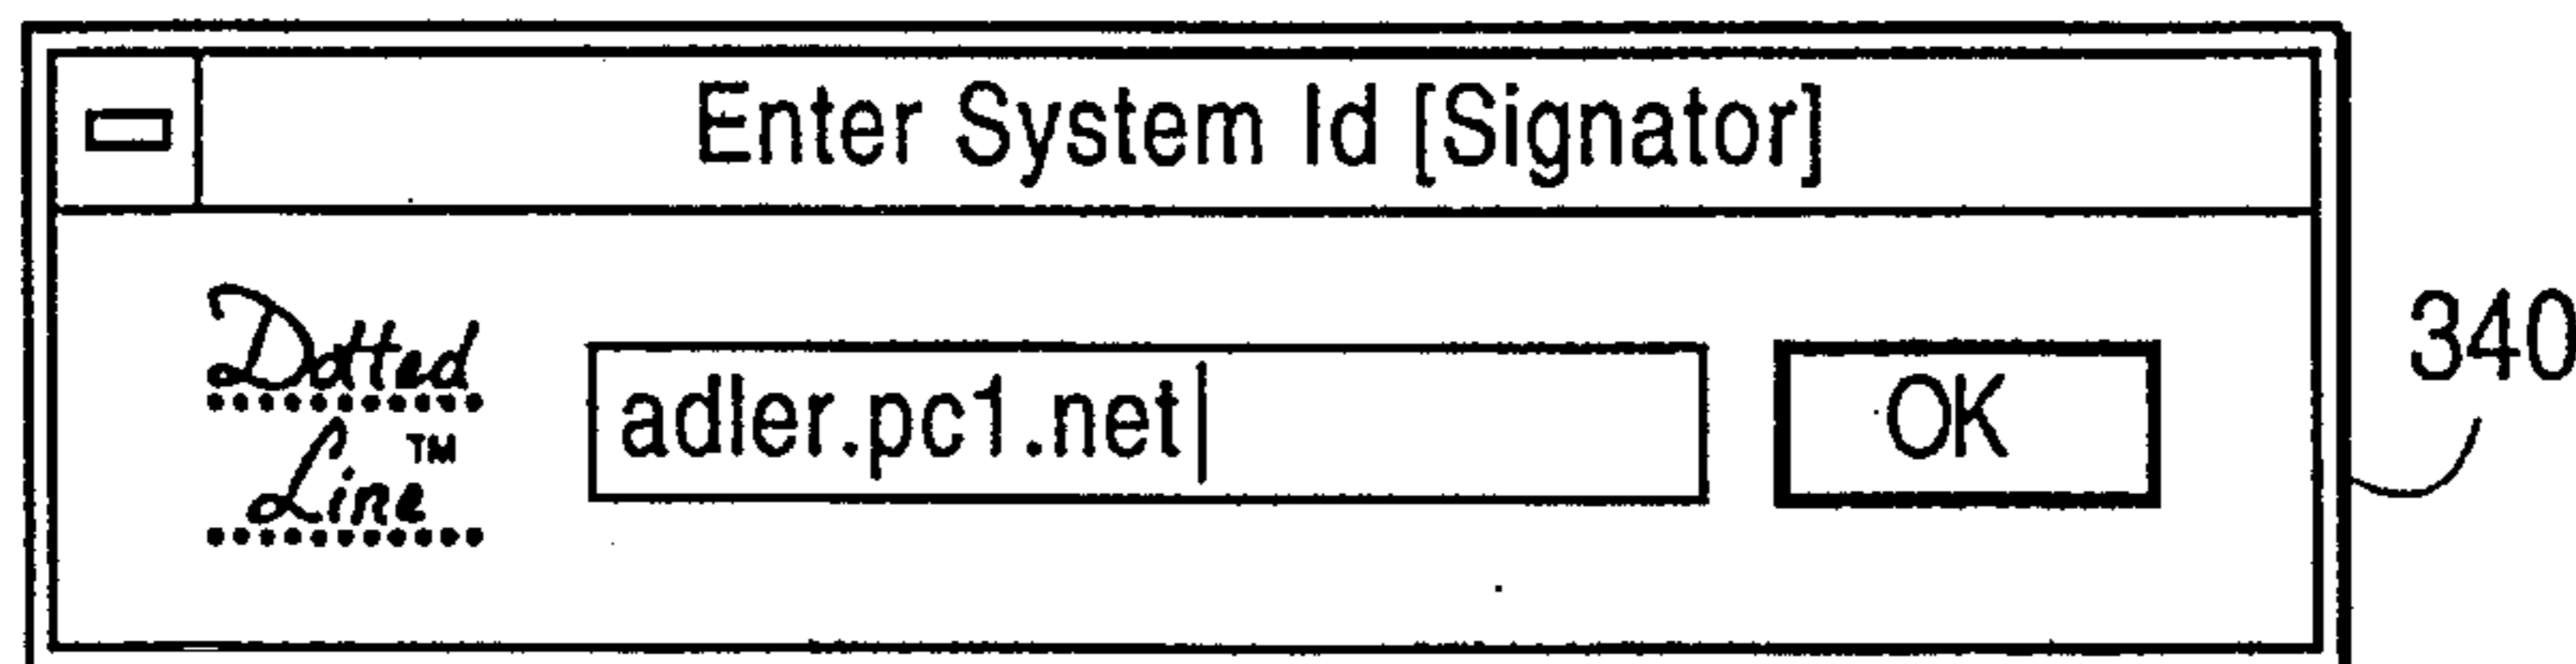 Enter System Id [Signator]
Dotted
Line™
adler.pc1.net
OK
340